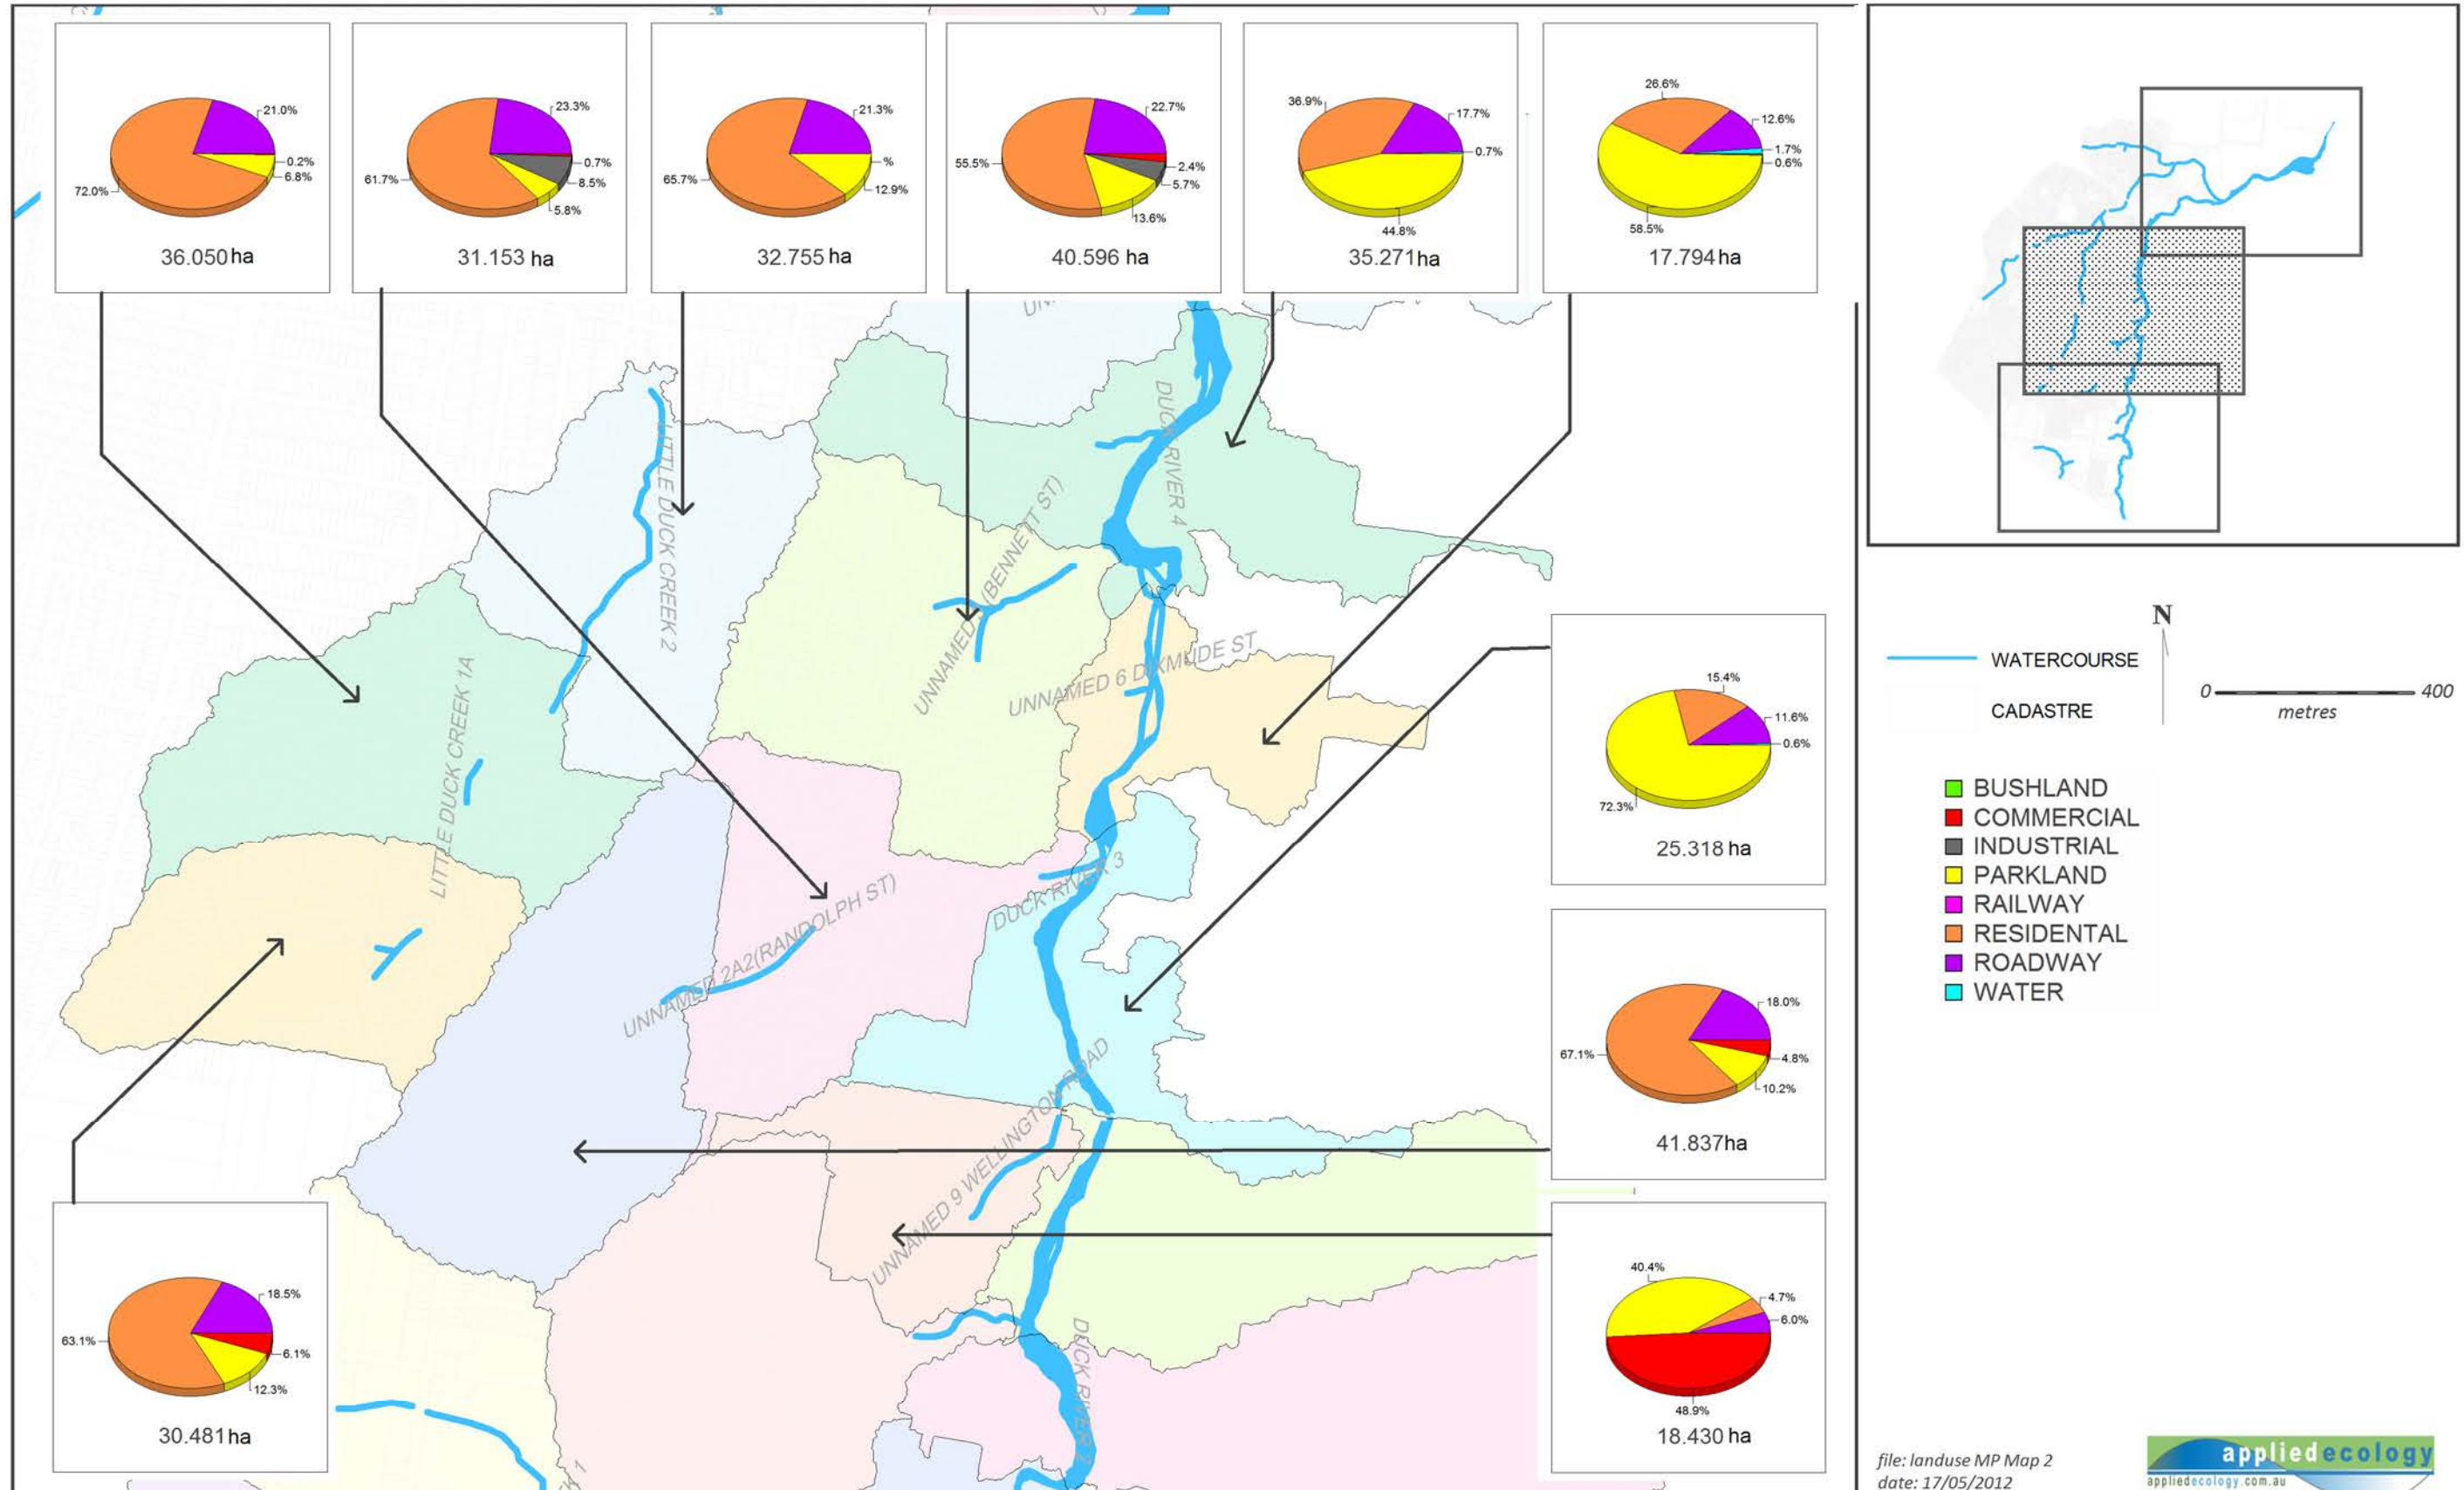 21.0%
0.2%
6.8%
72.0%
36.050 ha
23.3%
0.7%
8.5%
5.8%
61.7%
31.153 ha
21.3%
%
12.9%
65.7%
32.755 ha
22.7%
2.4%
5.7%
13.6%
55.5%
40.596 ha
36.9%
17.7%
0.7%
44.8%
35.271 ha
26.6%
12.6%
1.7%
0.6%
58.5%
17.794 ha
LITTLE DUCK CREEK 2
DUCK RIVER 4
(BENNETT ST)
UNNAMED
UNNAMED 6 DIXMUDE ST
LITTLE DUCK CREEK 1A
DUCK RIVER 3
UNNAMED 2A2(RANDOLPH ST)
UNNAMED 9 WELLINGTON ROAD
DUCK RIVER 2
15.4%
11.6%
0.6%
72.3%
25.318 ha
18.0%
4.8%
10.2%
67.1%
41.837ha
40.4%
4.7%
6.0%
48.9%
18.430 ha
18.5%
6.1%
12.3%
63.1%
30.481 ha
N
WATERCOURSE
CADASTRE
0 400
metres
BUSHLAND
COMMERCIAL
INDUSTRIAL
PARKLAND
RAILWAY
RESIDENTAL
ROADWAY
WATER
file: landuse MP Map 2
date: 17/05/2012
appliedecology
appliedecology.com.au